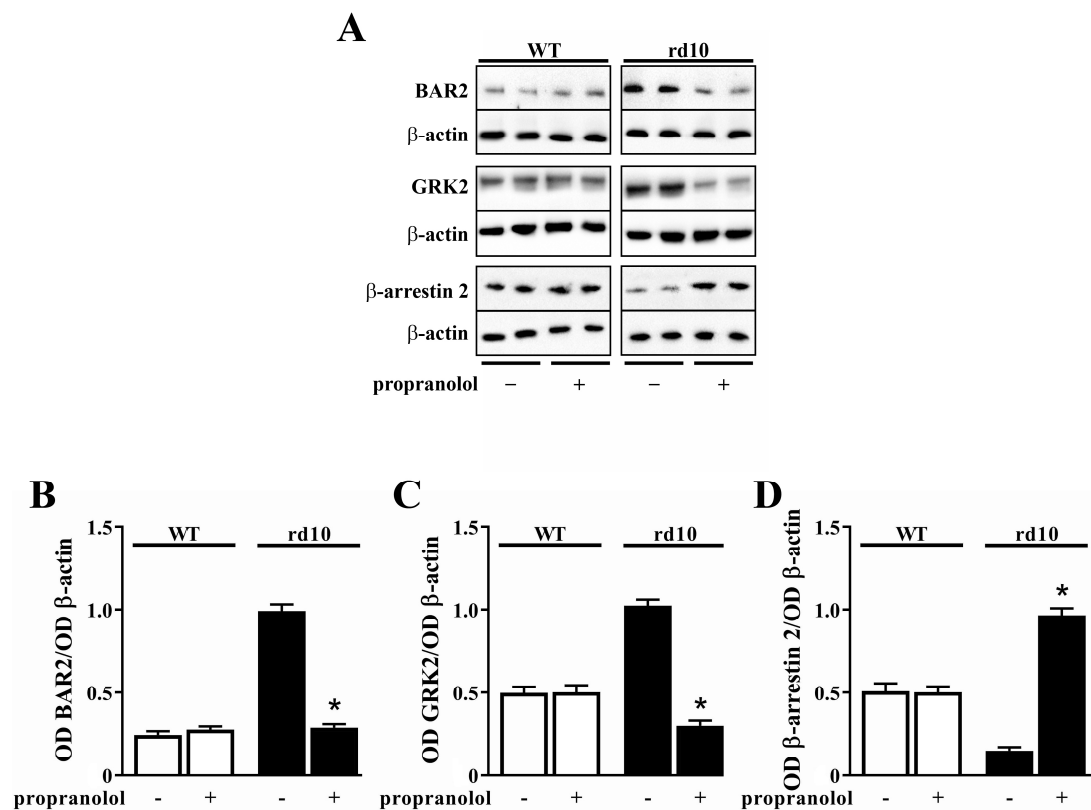 A
WT rd10
BAR2
β-actin
GRK2
β-actin
β-arrestin 2
β-actin
propranolol – + – +
B
OD BAR2/OD β-actin
1.5
1.0
0.5
0
WT rd10
*
propranolol - + - +
C
OD GRK2/OD β-actin
1.5
1.0
0.5
0
WT rd10
*
propranolol - + - +
D
OD β-arrestin 2/OD β-actin
1.5
1.0
0.5
0
WT rd10
*
propranolol - + - +